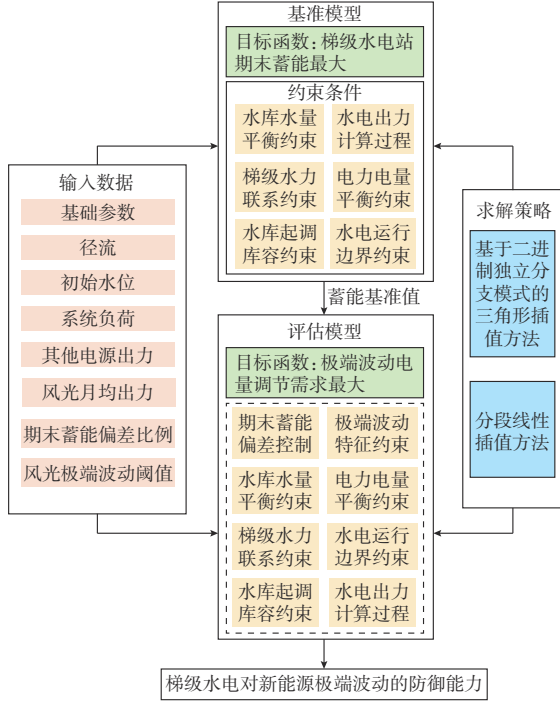 基准模型
目标函数:梯级水电站
期末蓄能最大
约束条件
水库水量
平衡约束
水电出力
计算过程
梯级水力
联系约束
电力电量
平衡约束
水库起调
库容约束
水电运行
边界约束
输入数据
基础参数
径流
初始水位
系统负荷
其他电源出力
风光月均出力
期末蓄能偏差比例
风光极端波动阈值
求解策略
基于二进
制独立分
支模式的
三角形插
值方法
分段线性
插值方法
蓄能基准值
评估模型
目标函数:极端波动电
量调节需求最大
期末蓄能
偏差控制
极端波动
特征约束
水库水量
平衡约束
电力电量
平衡约束
梯级水力
联系约束
水电运行
边界约束
水库起调
库容约束
水电出力
计算过程
梯级水电对新能源极端波动的防御能力